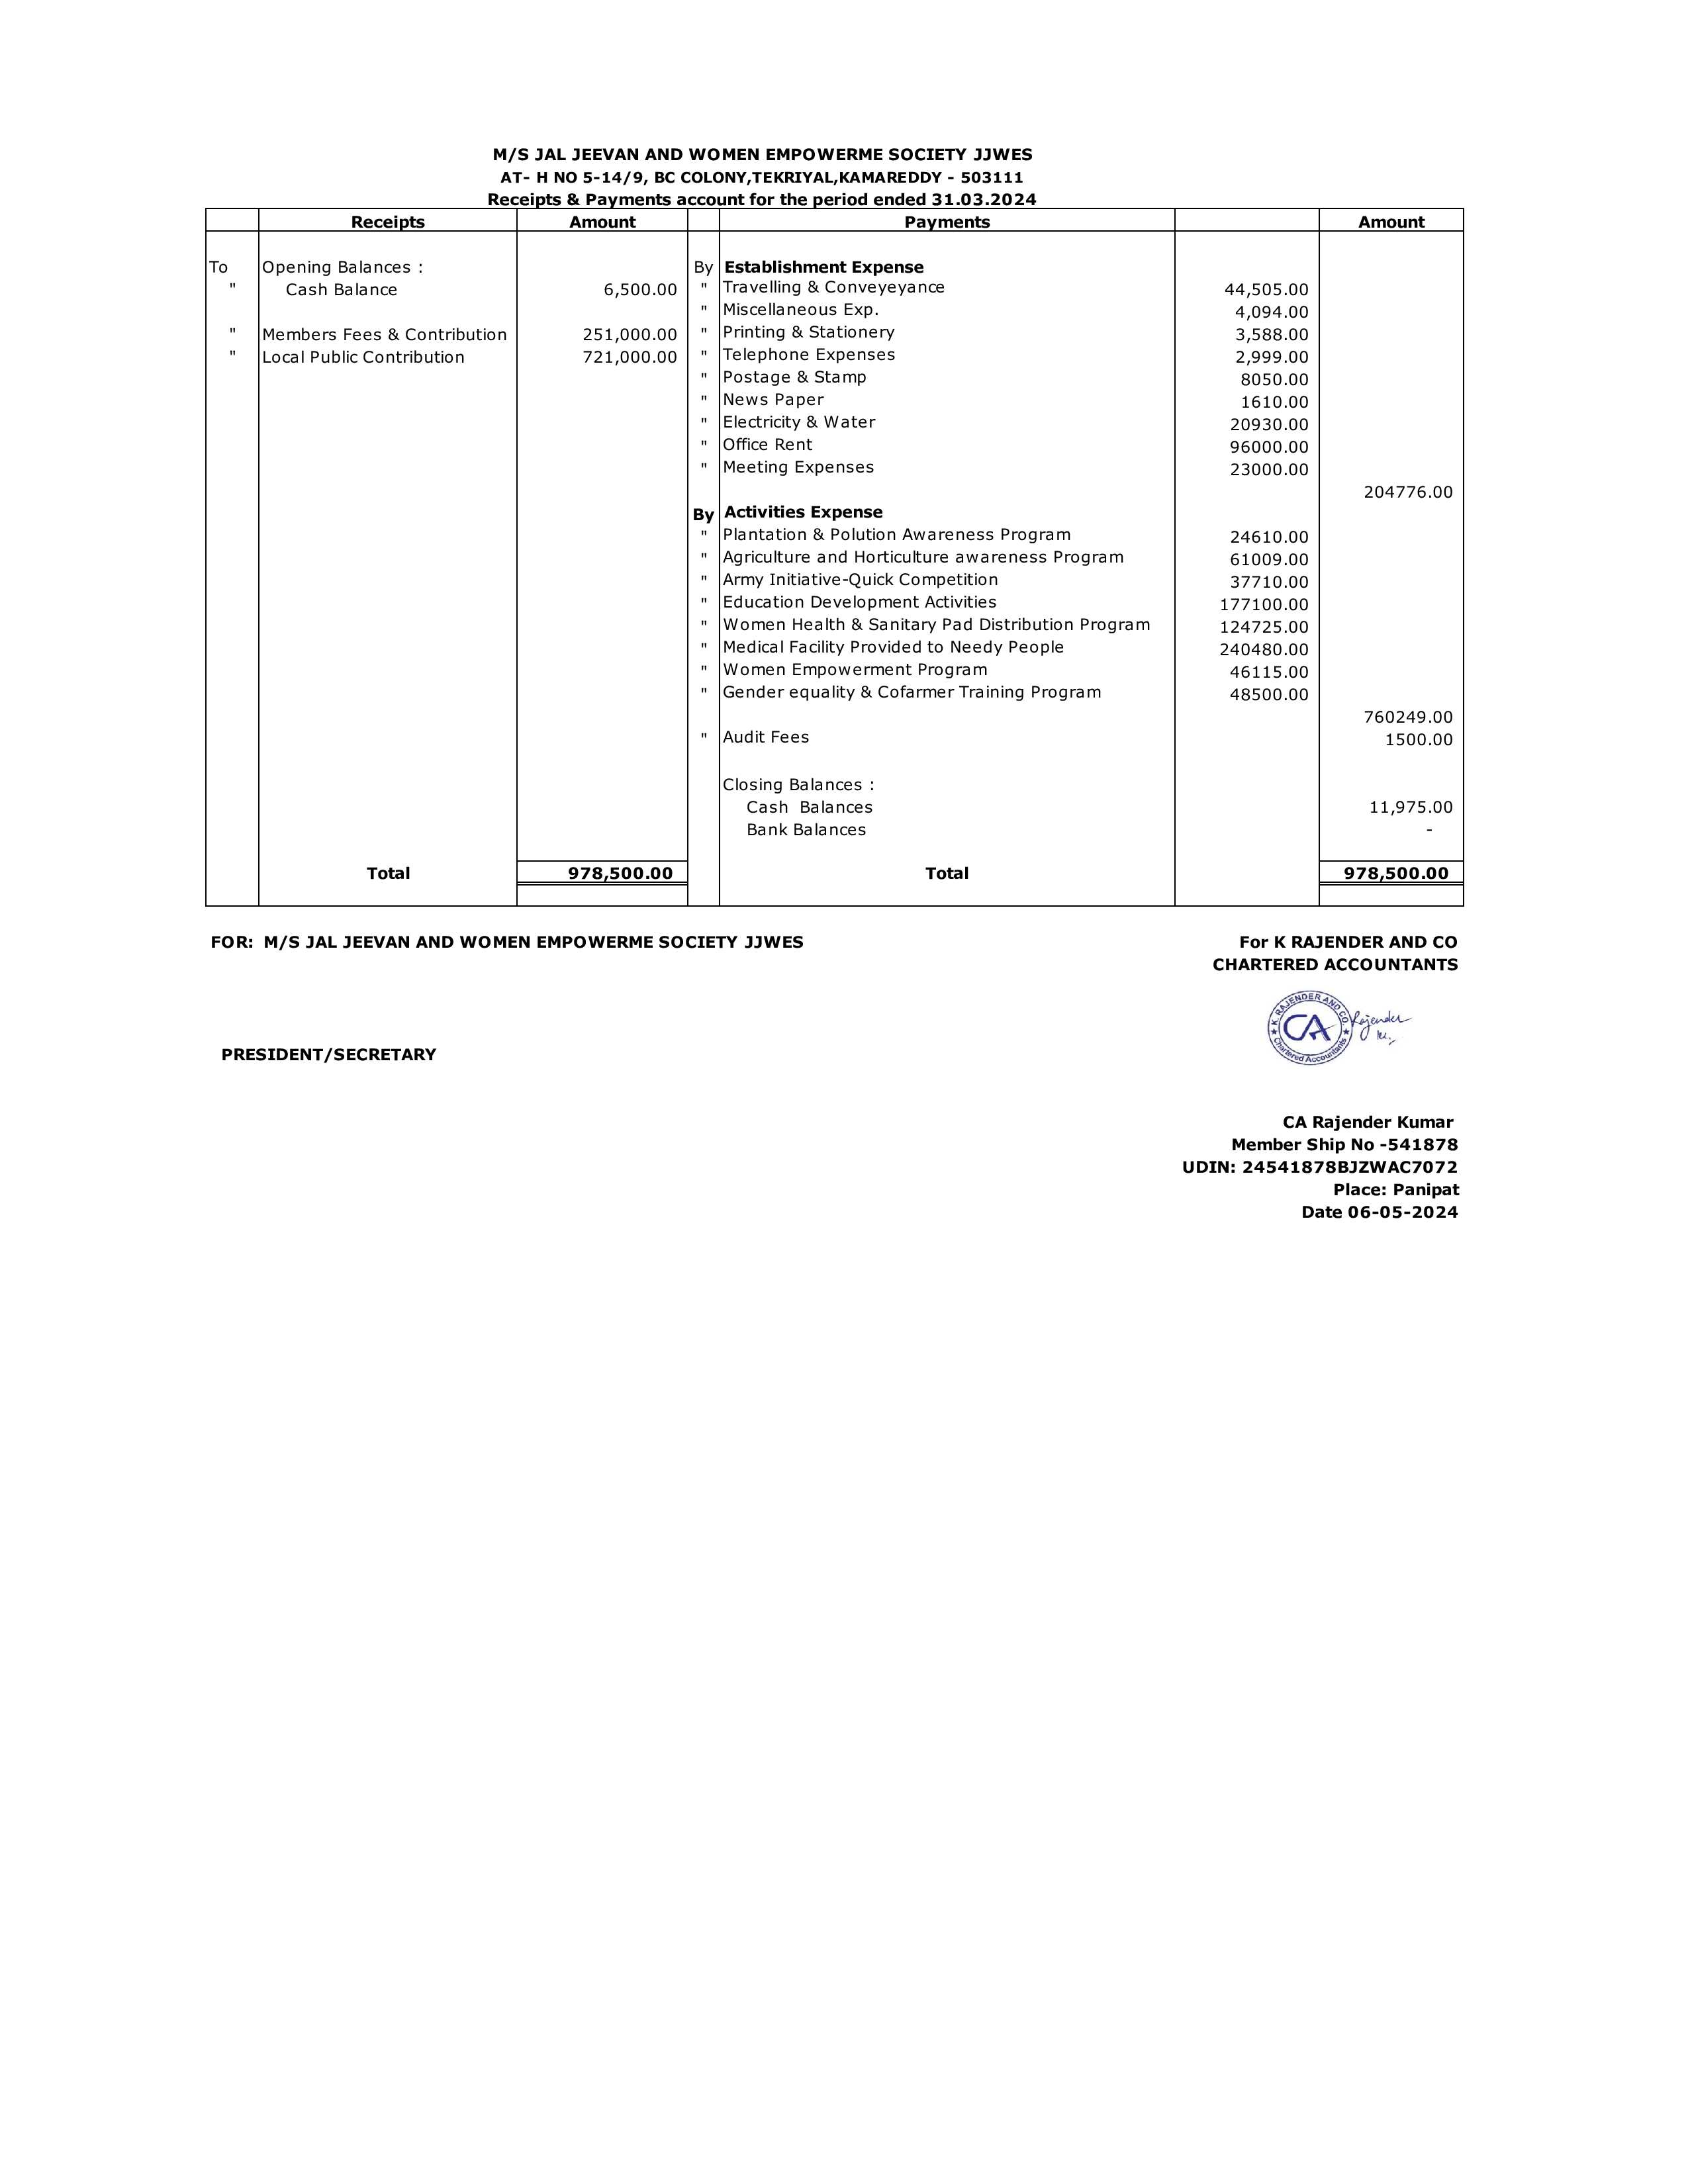 M/S JAL JEEVAN AND WOMEN EMPOWERME SOCIETY JJWES
AT- H NO 5-14/9, BC COLONY,TEKRIYAL,KAMAREDDY - 503111
Receipts & Payments account for the period ended 31.03.2024
Receipts Amount Payments Amount
To Opening Balances : By Establishment Expense
" Cash Balance 6,500.00 " Travelling & Conveyeyance 44,505.00
" Miscellaneous Exp. 4,094.00
" Members Fees & Contribution 251,000.00 " Printing & Stationery 3,588.00
" Local Public Contribution 721,000.00 " Telephone Expenses 2,999.00
" Postage & Stamp 8050.00
" News Paper 1610.00
" Electricity & Water 20930.00
" Office Rent 96000.00
" Meeting Expenses 23000.00
204776.00
By Activities Expense
" Plantation & Polution Awareness Program 24610.00
" Agriculture and Horticulture awareness Program 61009.00
" Army Initiative-Quick Competition 37710.00
" Education Development Activities 177100.00
" Women Health & Sanitary Pad Distribution Program 124725.00
" Medical Facility Provided to Needy People 240480.00
" Women Empowerment Program 46115.00
" Gender equality & Cofarmer Training Program 48500.00
760249.00
" Audit Fees 1500.00
Closing Balances :
Cash Balances 11,975.00
Bank Balances -
Total 978,500.00 Total 978,500.00
FOR: M/S JAL JEEVAN AND WOMEN EMPOWERME SOCIETY JJWES For K RAJENDER AND CO
CHARTERED ACCOUNTANTS
K. RAJENDER AND CO.
CA
Chartered Accountants
Rajender
PRESIDENT/SECRETARY
CA Rajender Kumar
Member Ship No -541878
UDIN: 24541878BJZWAC7072
Place: Panipat
Date 06-05-2024